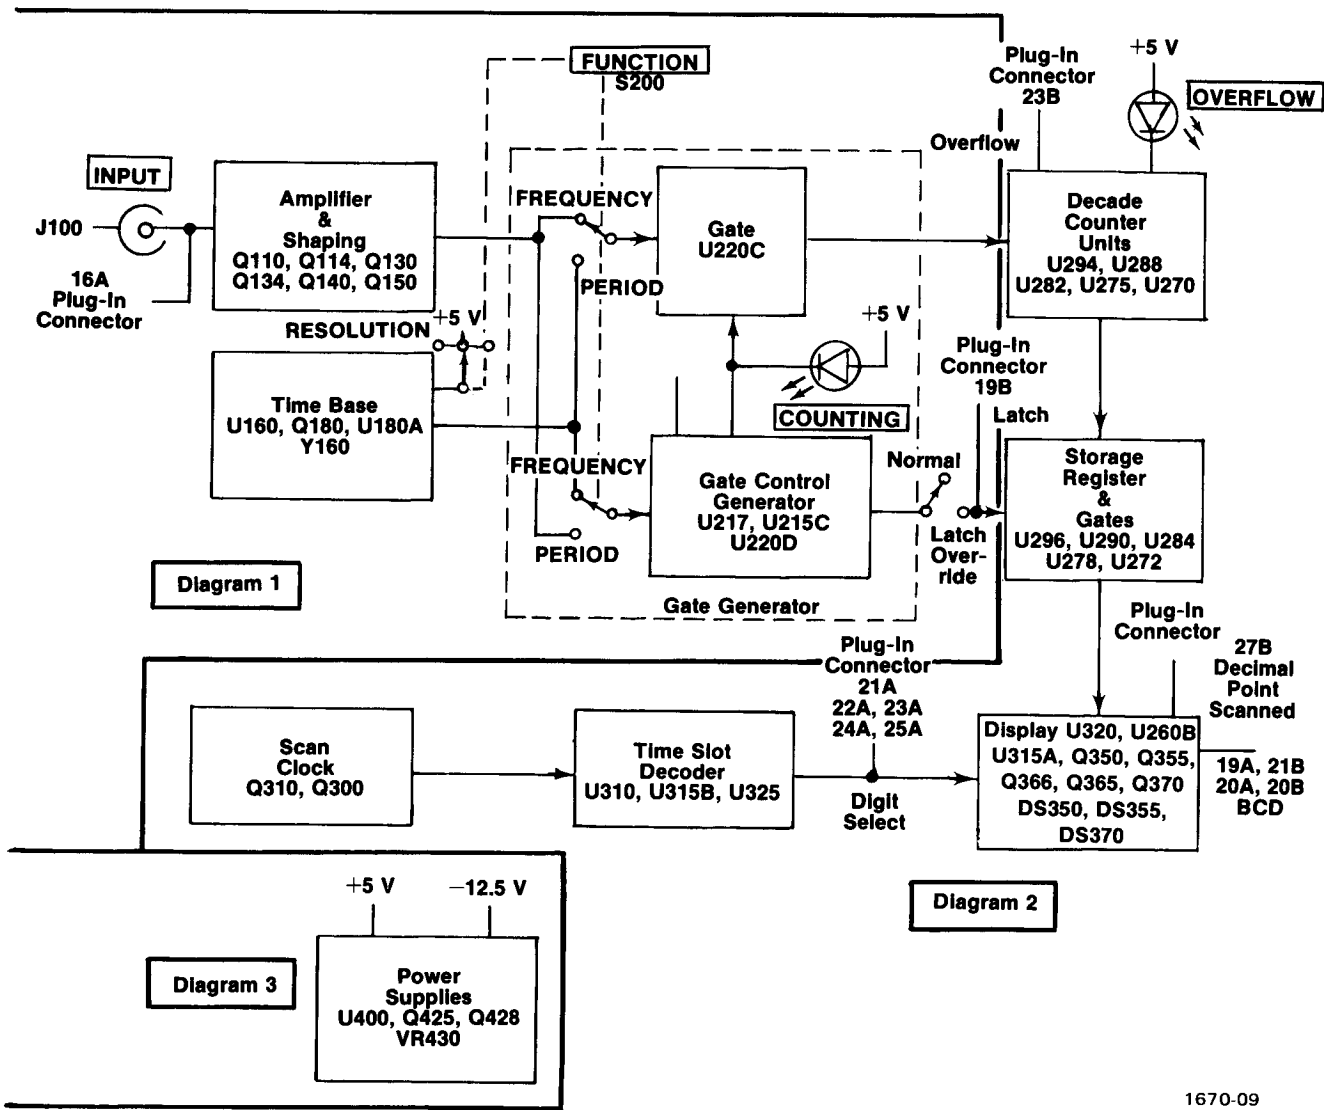 FUNCTION
S200
Plug-In
Connector
23B
+5 V
OVERFLOW
Overflow
INPUT
J100
16A
Plug-In
Connector
Amplifier
&
Shaping
Q110, Q114, Q130
Q134, Q140, Q150
FREQUENCY
PERIOD
Gate
U220C
Decade
Counter
Units
U294, U288
U282, U275, U270
RESOLUTION
+5 V
+5 V
COUNTING
Plug-In
Connector
19B
Latch
Time Base
U160, Q180, U180A
Y160
FREQUENCY
PERIOD
Gate Control
Generator
U217, U215C
U220D
Normal
Latch
Over-
ride
Storage
Register
&
Gates
U296, U290, U284
U278, U272
Diagram 1
Gate Generator
Plug-In
Connector
21A
22A, 23A
24A, 25A
Plug-In
Connector
27B
Decimal
Point
Scanned
Scan
Clock
Q310, Q300
Time Slot
Decoder
U310, U315B, U325
Digit
Select
Display U320, U260B
U315A, Q350, Q355,
Q366, Q365, Q370
DS350, DS355,
DS370
19A, 21B
20A, 20B
BCD
Diagram 2
+5 V
−12.5 V
Diagram 3
Power
Supplies
U400, Q425, Q428
VR430
1670-09